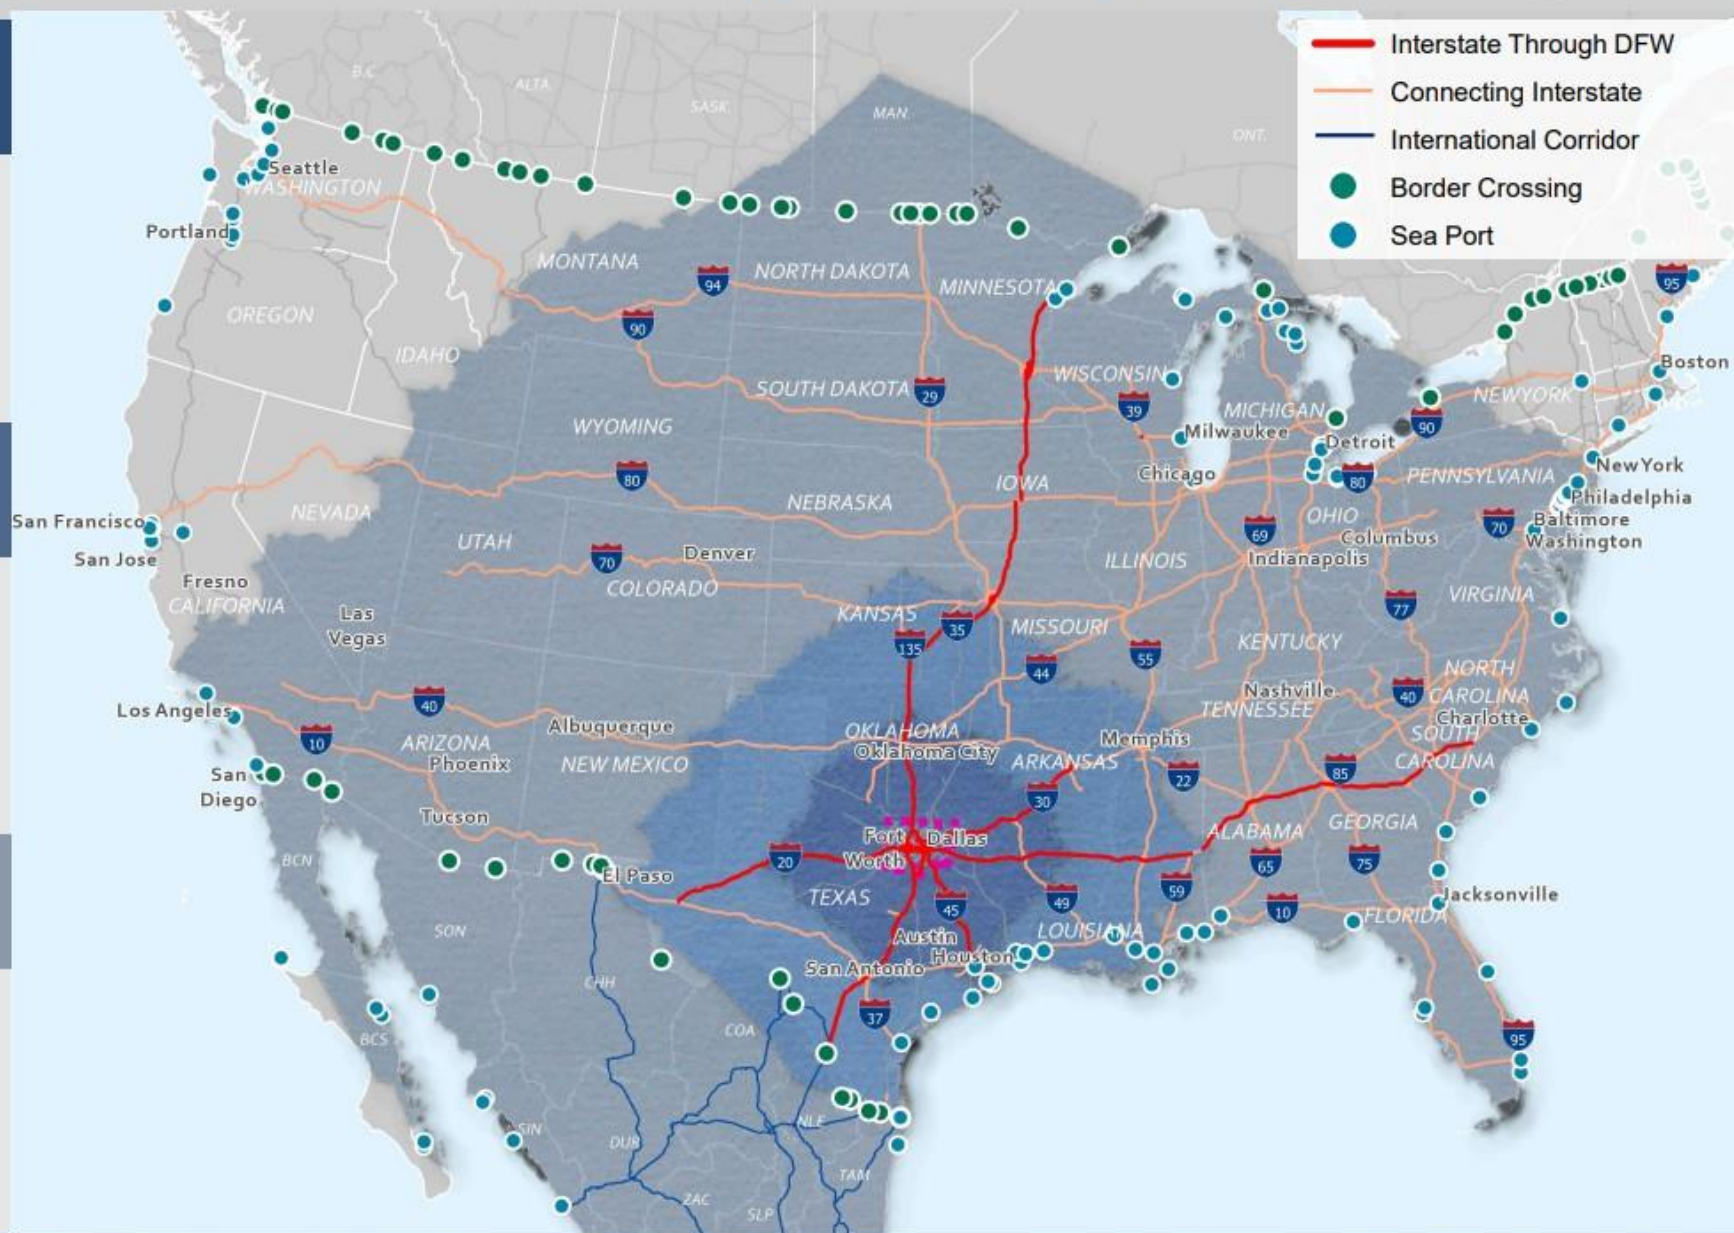 Interstate Through DFW
Connecting Interstate
International Corridor
Border Crossing
Sea Port
B.C.
ALTA.
SASK.
MAN.
ONT.
Seattle
WASHINGTON
Portland
MONTANA
94
NORTH DAKOTA
MINNESOTA
95
OREGON
90
IDAHO
WISCONSIN
Boston
SOUTH DAKOTA
29
39
NEWYORK
WYOMING
MICHIGAN
90
Milwaukee
Detroit
Chicago
80
NEBRASKA
IOWA
80
PENNSYLVANIA
NewYork
Philadelphia
San Francisco
NEVADA
OHIO
70
Baltimore
69
Columbus
Washington
San Jose
UTAH
70
Denver
ILLINOIS
Indianapolis
Fresno
COLORADO
CALIFORNIA
Las
Vegas
KANSAS
35
MISSOURI
77
VIRGINIA
135
KENTUCKY
44
55
NORTH
CAROLINA
Los Angeles
40
Nashville
TENNESSEE
40
Charlotte
10
ARIZONA
Albuquerque
OKLAHOMA
Oklahoma City
Memphis
SOUTH
CAROLINA
Phoenix
NEW MEXICO
ARKANSAS
22
85
San
Diego
30
Tucson
Fort
Worth
Dallas
ALABAMA
GEORGIA
BCN
El Paso
20
65
75
TEXAS
45
49
59
10
Jacksonville
FLORIDA
SON
Austin
LOUISIANA
San Antonio
Houston
CHH
37
COA
BCS
95
SIN
DUR
NLE
TAM
ZAC
SLP